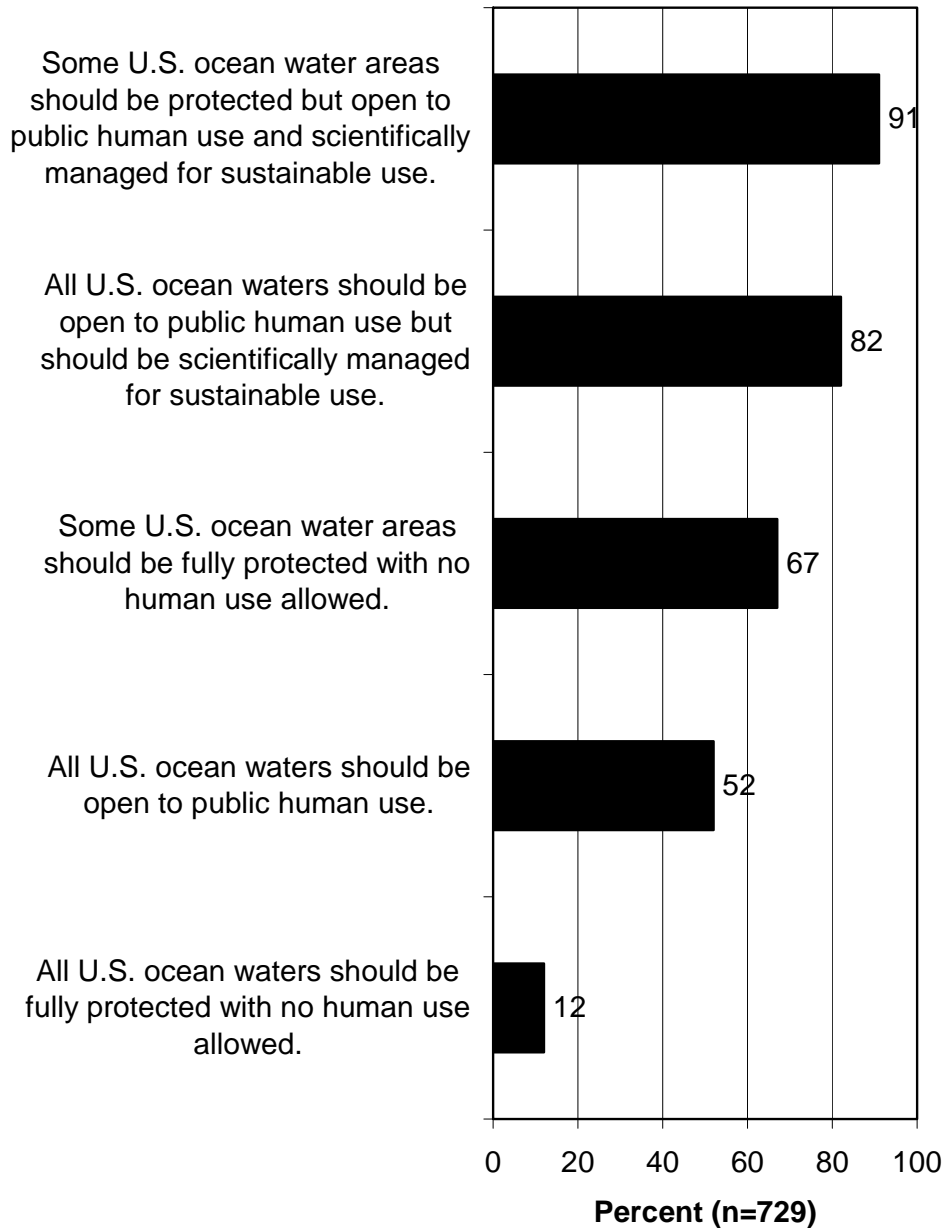 Some U.S. ocean water areas
should be protected but open to
public human use and scientifically
managed for sustainable use.
91
All U.S. ocean waters should be
open to public human use but
should be scientifically managed
for sustainable use.
82
Some U.S. ocean water areas
should be fully protected with no
human use allowed.
67
All U.S. ocean waters should be
open to public human use.
52
All U.S. ocean waters should be
fully protected with no human use
allowed.
12
0 20 40 60 80 100
Percent (n=729)